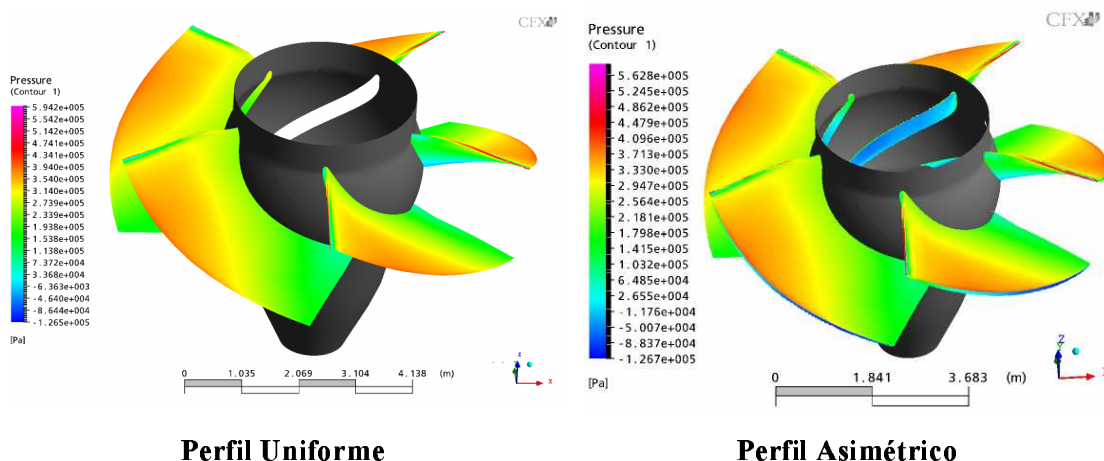 CFX
Pressure
(Contour 1)
5.942e+005
5.542e+005
5.142e+005
4.741e+005
4.341e+005
3.940e+005
3.540e+005
3.140e+005
2.739e+005
2.339e+005
1.938e+005
1.538e+005
1.138e+005
7.372e+004
3.368e+004
-6.363e+003
-4.640e+004
-8.644e+004
-1.265e+005
[Pa]
0 1.035 2.069 3.104 4.138 (m)
z
x
Perfil Uniforme
CFX
Pressure
(Contour 1)
5.628e+005
5.245e+005
4.862e+005
4.479e+005
4.096e+005
3.713e+005
3.330e+005
2.947e+005
2.564e+005
2.181e+005
1.798e+005
1.415e+005
1.032e+005
6.485e+004
2.655e+004
-1.176e+004
-5.007e+004
-8.837e+004
-1.267e+005
[Pa]
0 1.841 3.683 (m)
Z
Perfil Asimétrico